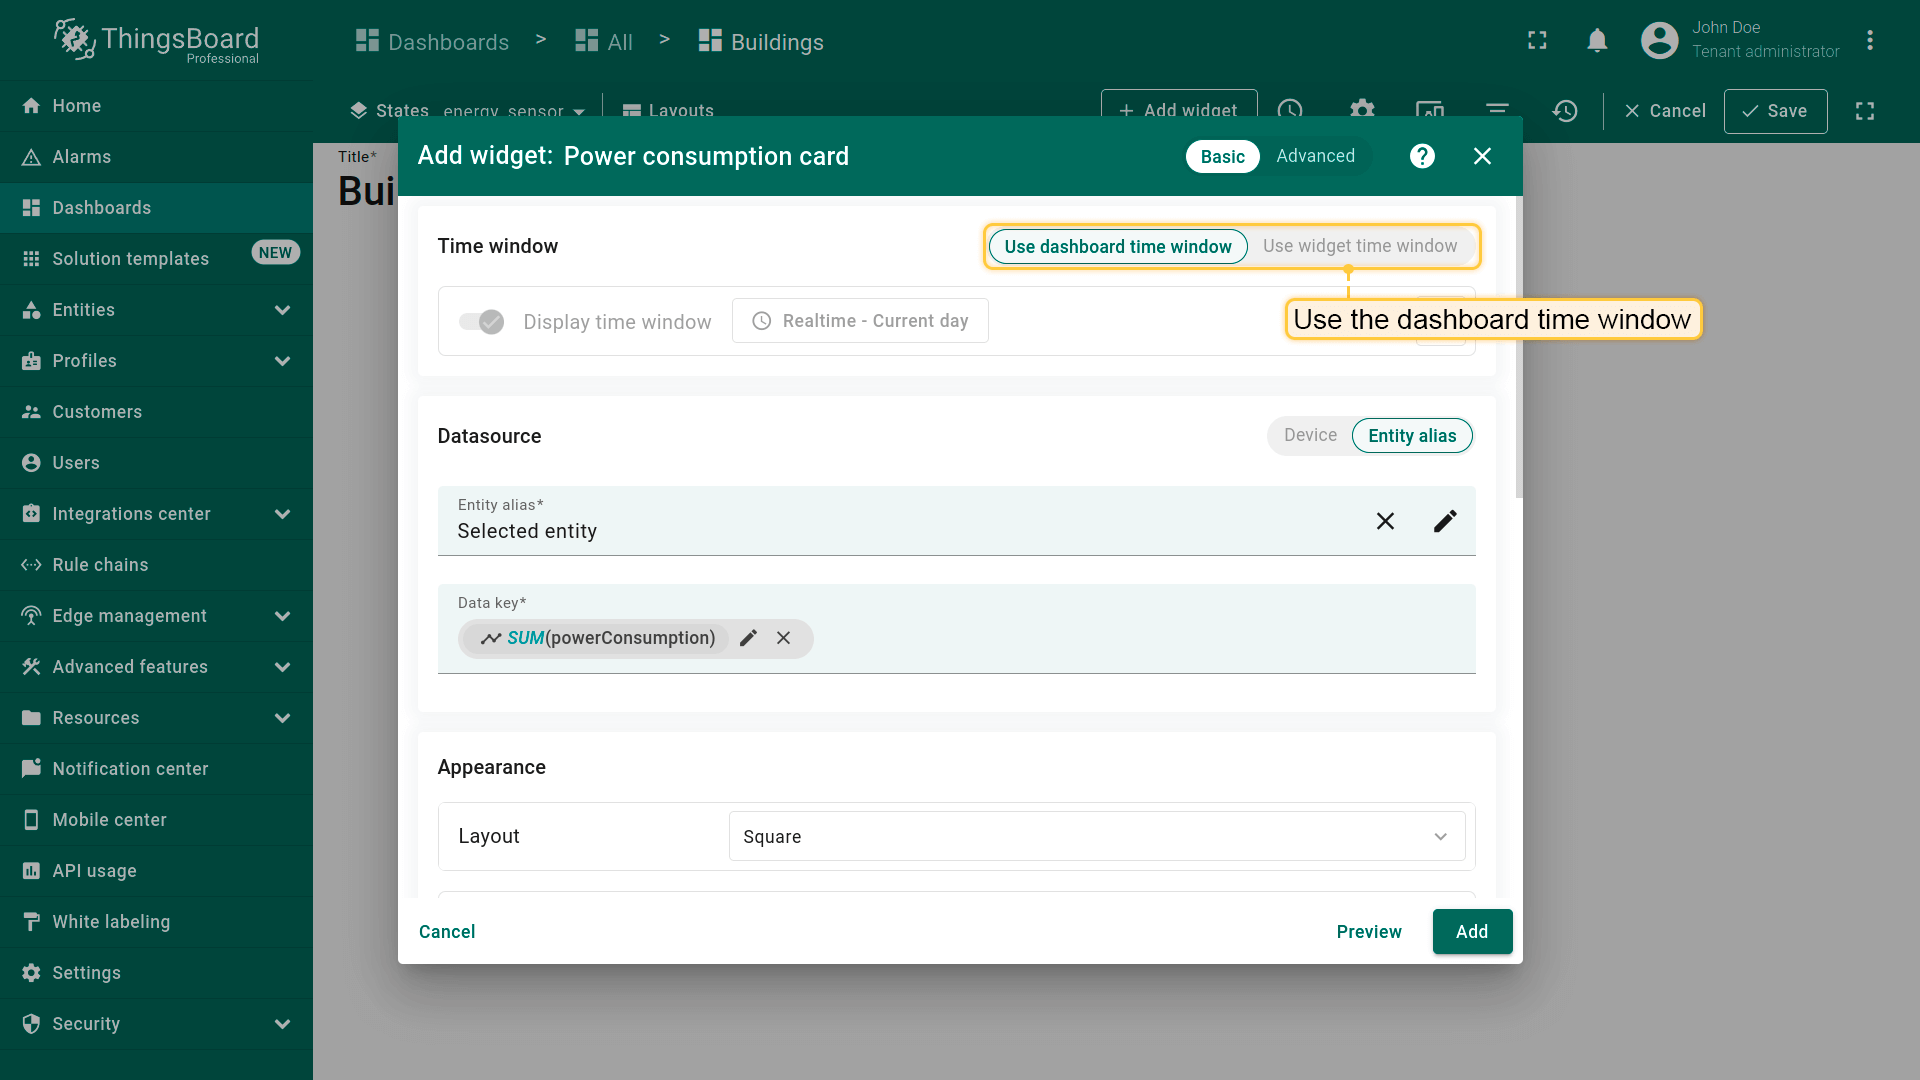 ThingsBoard
Professional
Dashboards > All > Buildings
John Doe
Tenant administrator
Home
Alarms
Dashboards
Solution templates NEW
Entities
Profiles
Customers
Users
Integrations center
Rule chains
Edge management
Advanced features
Resources
Notification center
Mobile center
API usage
White labeling
Settings
Security
States energy_sensor Layouts
Add widget
Cancel
Save
Title*
Bui
Add widget: Power consumption card
Basic Advanced
Time window
Use dashboard time window Use widget time window
Display time window Realtime - Current day
Use the dashboard time window
Datasource
Device Entity alias
Entity alias*
Selected entity
Data key*
SUM(powerConsumption)
Appearance
Layout Square
Cancel Preview Add